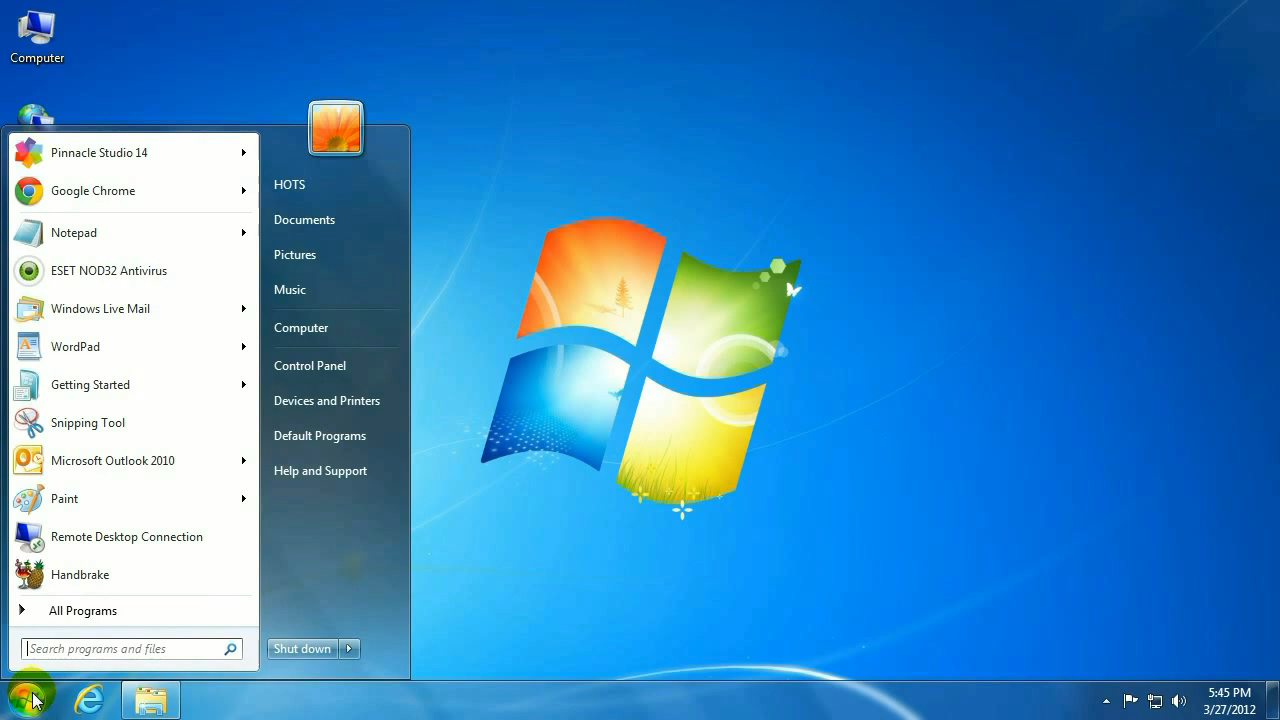 Computer
Pinnacle Studio 14
Google Chrome
Notepad
ESET NOD32 Antivirus
Windows Live Mail
WordPad
Getting Started
Snipping Tool
Microsoft Outlook 2010
Paint
Remote Desktop Connection
Handbrake
All Programs
Search programs and files
HOTS
Documents
Pictures
Music
Computer
Control Panel
Devices and Printers
Default Programs
Help and Support
Shut down
5:45 PM
3/27/2012